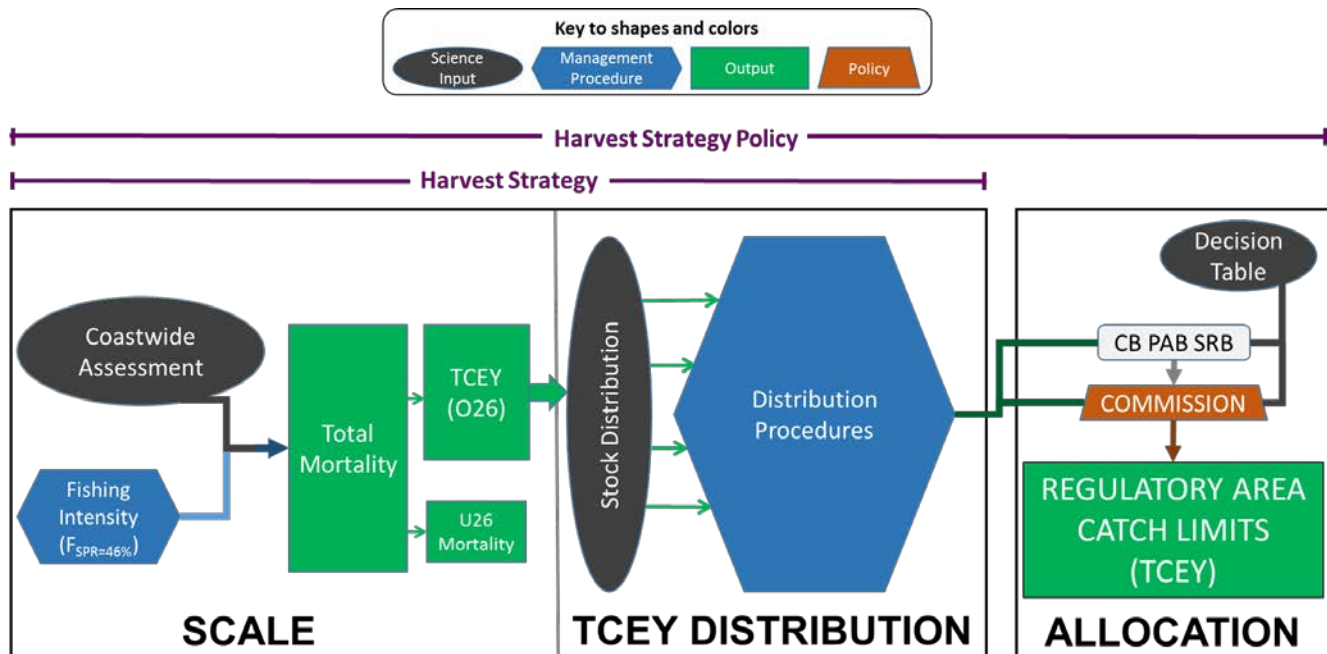 Key to shapes and colors
Science
Input
Management
Procedure
Output
Policy
Harvest Strategy Policy
Harvest Strategy
Coastwide
Assessment
Fishing
Intensity
(FSPR=46%)
Total
Mortality
TCEY
(O26)
U26
Mortality
SCALE
Stock Distribution
Distribution
Procedures
TCEY DISTRIBUTION
Decision
Table
CB PAB SRB
COMMISSION
REGULATORY AREA
CATCH LIMITS
(TCEY)
ALLOCATION